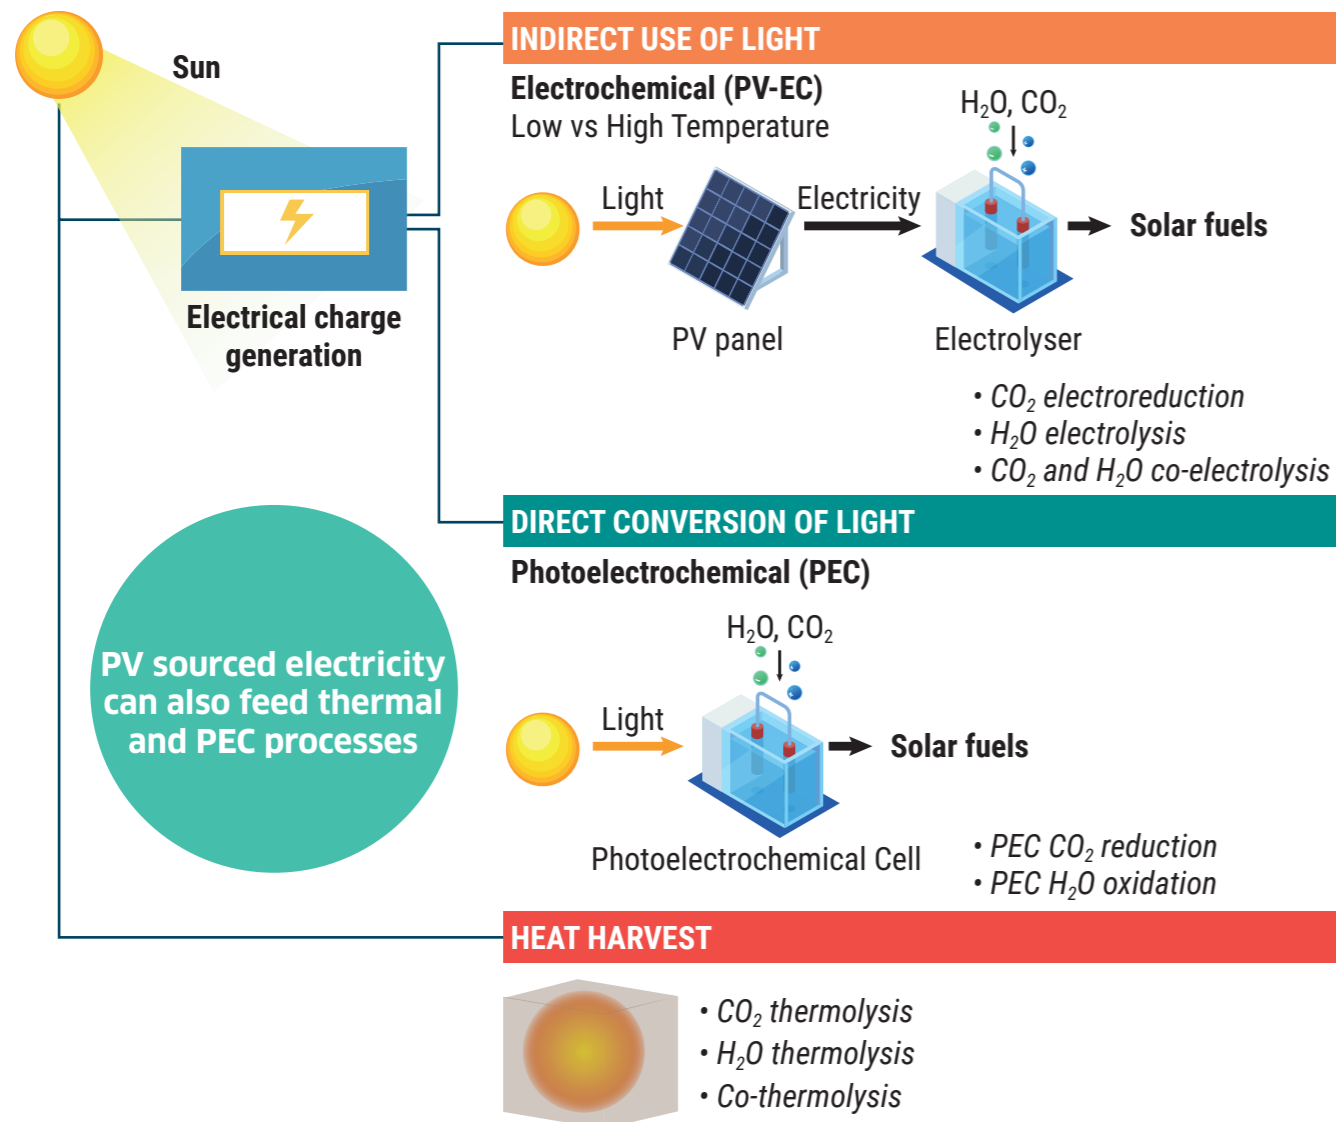 Sun
Electrical charge
generation
INDIRECT USE OF LIGHT
Electrochemical (PV-EC)
Low vs High Temperature
H₂O, CO₂
Light
Electricity
Solar fuels
PV panel
Electrolyser
• CO₂ electroreduction
• H₂O electrolysis
• CO₂ and H₂O co-electrolysis
DIRECT CONVERSION OF LIGHT
Photoelectrochemical (PEC)
H₂O, CO₂
Light
Solar fuels
Photoelectrochemical Cell
• PEC CO₂ reduction
• PEC H₂O oxidation
PV sourced electricity
can also feed thermal
and PEC processes
HEAT HARVEST
• CO₂ thermolysis
• H₂O thermolysis
• Co-thermolysis